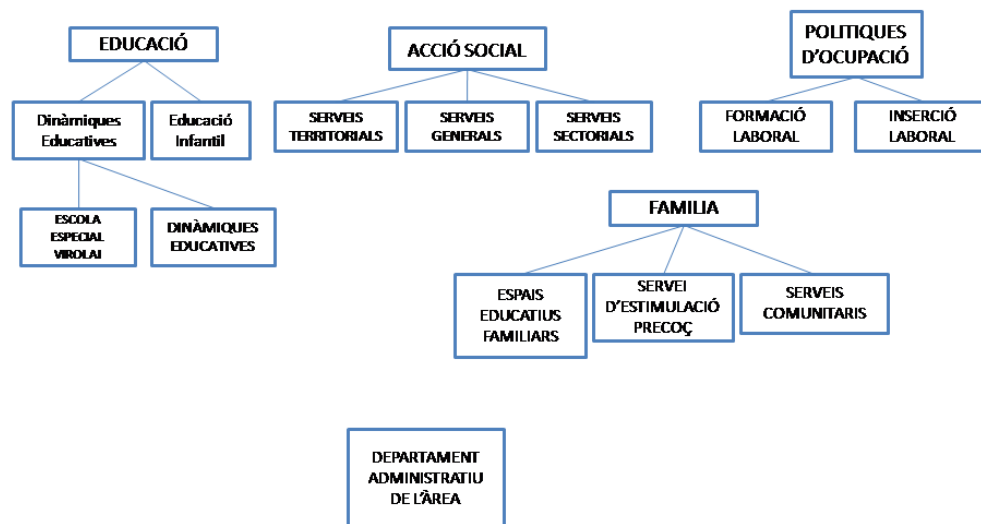 EDUCACIÓ
ACCIÓ SOCIAL
POLITIQUES
D'OCUPACIÓ
Dinàmiques
Educatives
Educació
Infantil
SERVEIS
TERRITORIALS
SERVEIS
GENERALS
SERVEIS
SECTORIALS
FORMACIÓ
LABORAL
INSERCIÓ
LABORAL
ESCOLA
ESPECIAL
VIROLAI
DINÀMIQUES
EDUCATIVES
FAMILIA
ESPAIS
EDUCATIUS
FAMILIARS
SERVEI
D'ESTIMULACIÓ
PRECOÇ
SERVEIS
COMUNITARIS
DEPARTAMENT
ADMINISTRATIU
DE L'ÀREA